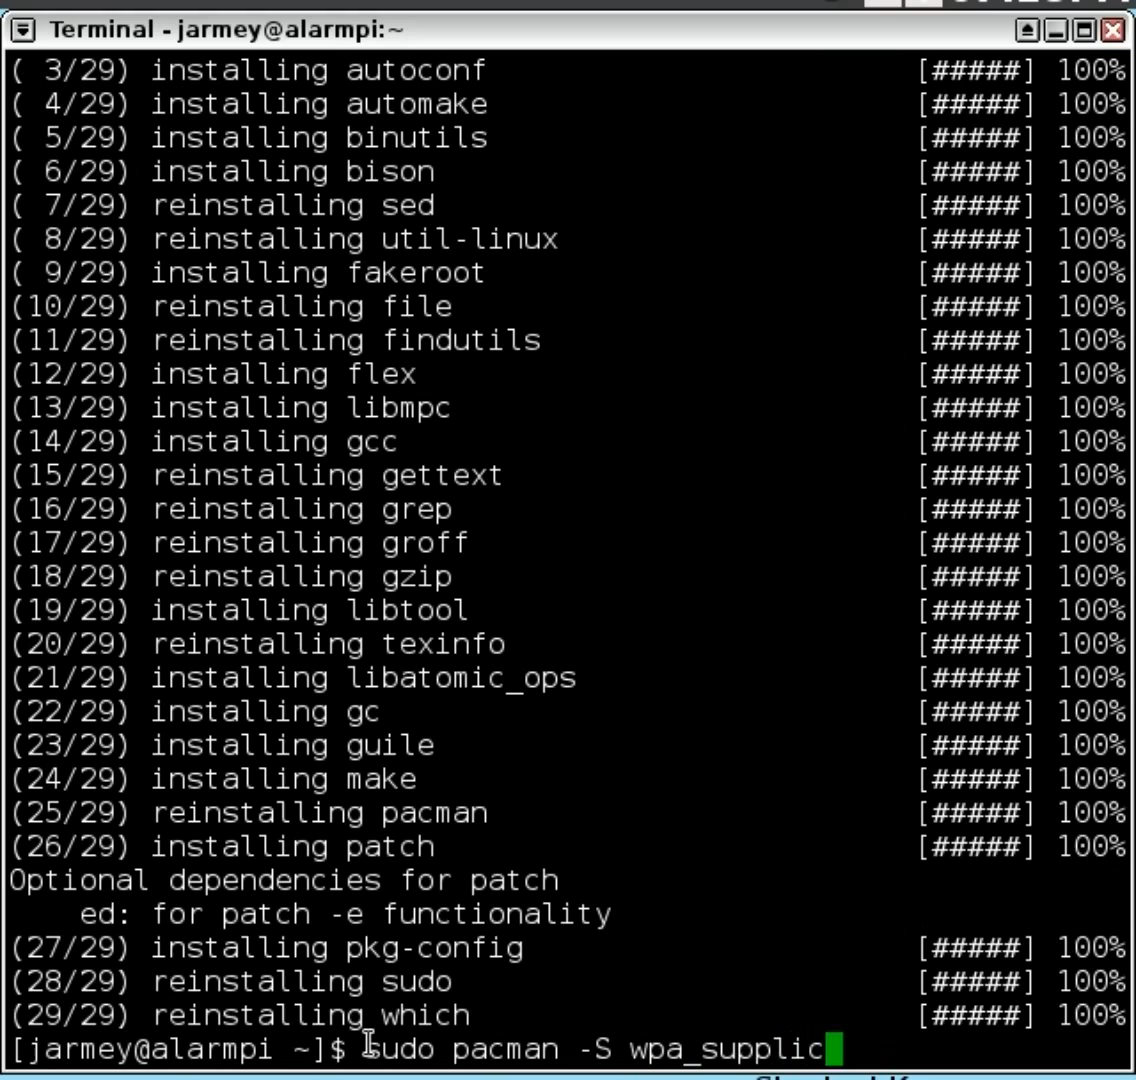 Terminal - jarmey@alarmpi:~
( 3/29) installing autoconf [#####] 100%
( 4/29) installing automake [#####] 100%
( 5/29) installing binutils [#####] 100%
( 6/29) installing bison [#####] 100%
( 7/29) reinstalling sed [#####] 100%
( 8/29) reinstalling util-linux [#####] 100%
( 9/29) installing fakeroot [#####] 100%
(10/29) reinstalling file [#####] 100%
(11/29) reinstalling findutils [#####] 100%
(12/29) installing flex [#####] 100%
(13/29) installing libmpc [#####] 100%
(14/29) installing gcc [#####] 100%
(15/29) reinstalling gettext [#####] 100%
(16/29) reinstalling grep [#####] 100%
(17/29) reinstalling groff [#####] 100%
(18/29) reinstalling gzip [#####] 100%
(19/29) installing libtool [#####] 100%
(20/29) reinstalling texinfo [#####] 100%
(21/29) installing libatomic_ops [#####] 100%
(22/29) installing gc [#####] 100%
(23/29) installing guile [#####] 100%
(24/29) installing make [#####] 100%
(25/29) reinstalling pacman [#####] 100%
(26/29) installing patch [#####] 100%
Optional dependencies for patch
    ed: for patch -e functionality
(27/29) installing pkg-config [#####] 100%
(28/29) reinstalling sudo [#####] 100%
(29/29) reinstalling which [#####] 100%
[jarmey@alarmpi ~]$ sudo pacman -S wpa_supplic